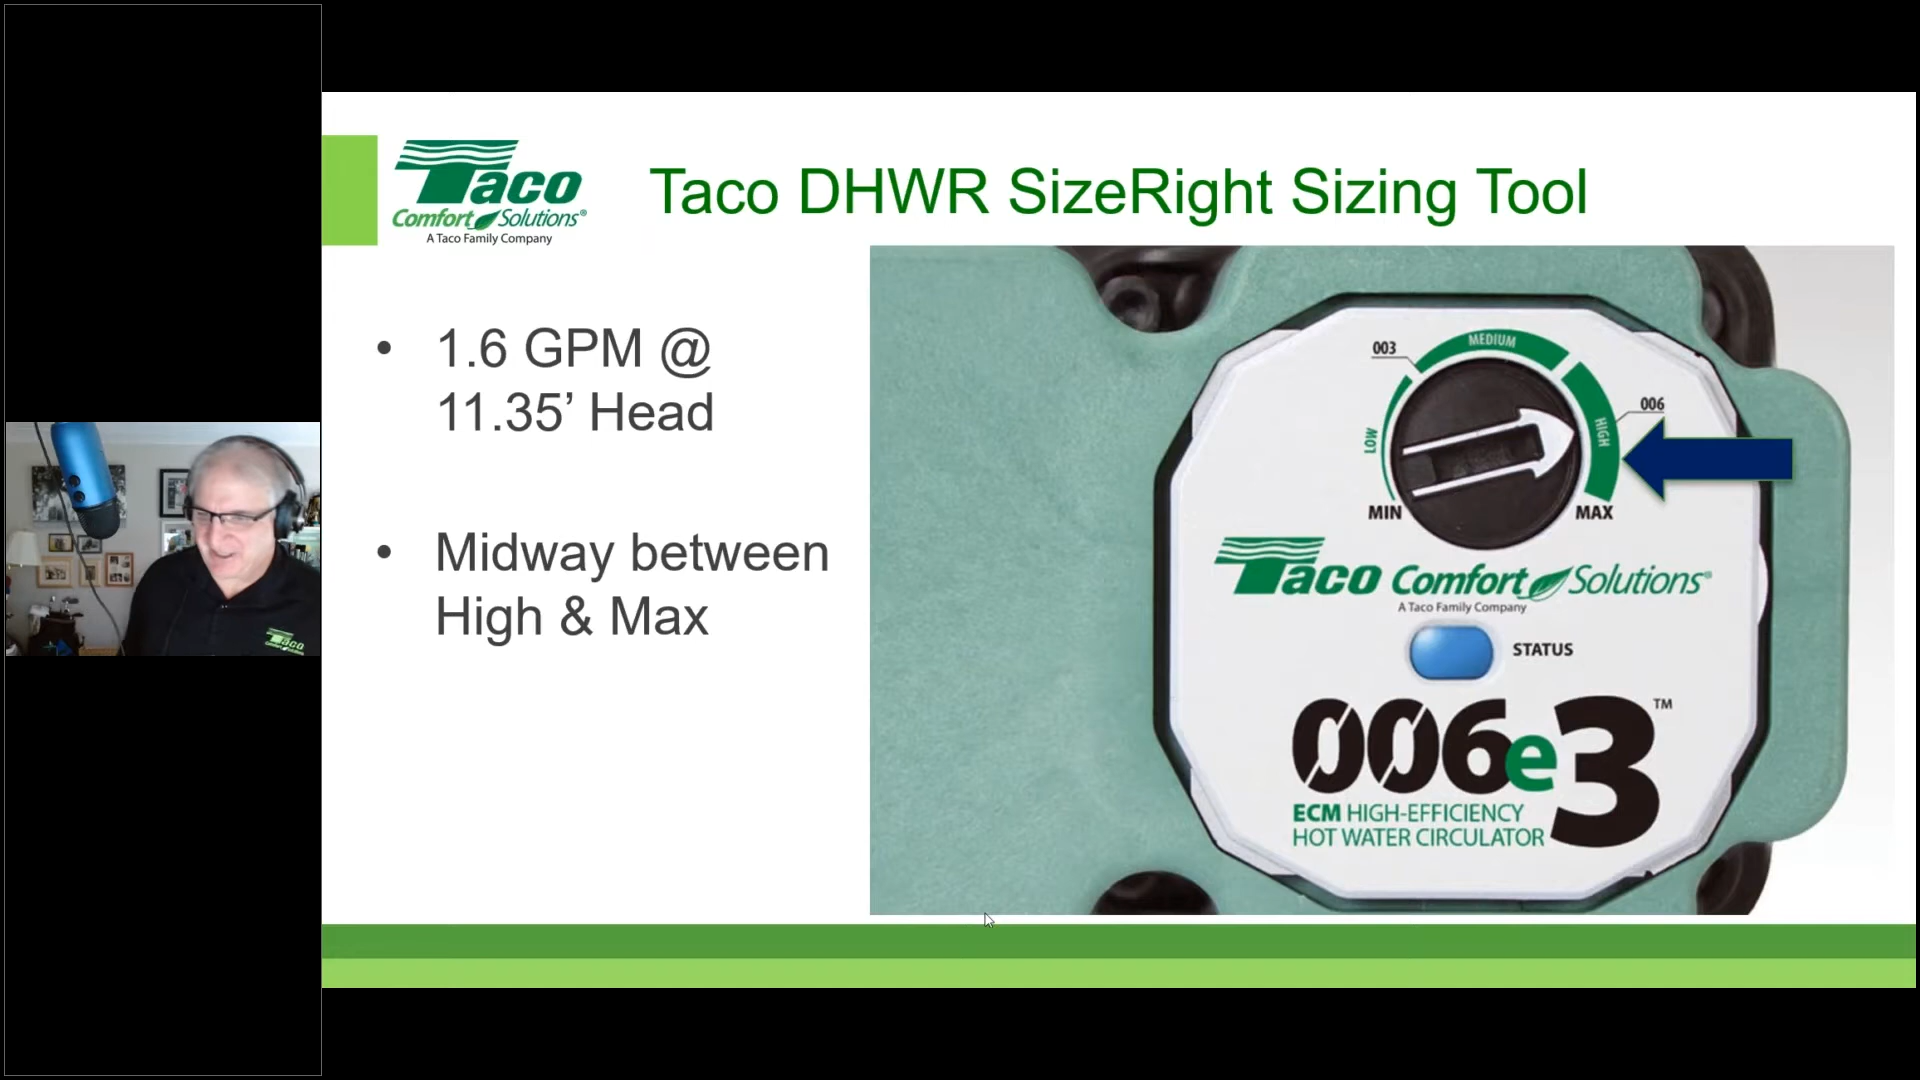 Taco
Comfort Solutions®
A Taco Family Company
Taco DHWR SizeRight Sizing Tool
• 1.6 GPM @
11.35’ Head
• Midway between
High & Max
003
MEDIUM
006
HIGH
LOW
MIN
MAX
Taco Comfort Solutions®
A Taco Family Company
STATUS
006e3™
ECM HIGH-EFFICIENCY
HOT WATER CIRCULATOR
Taco